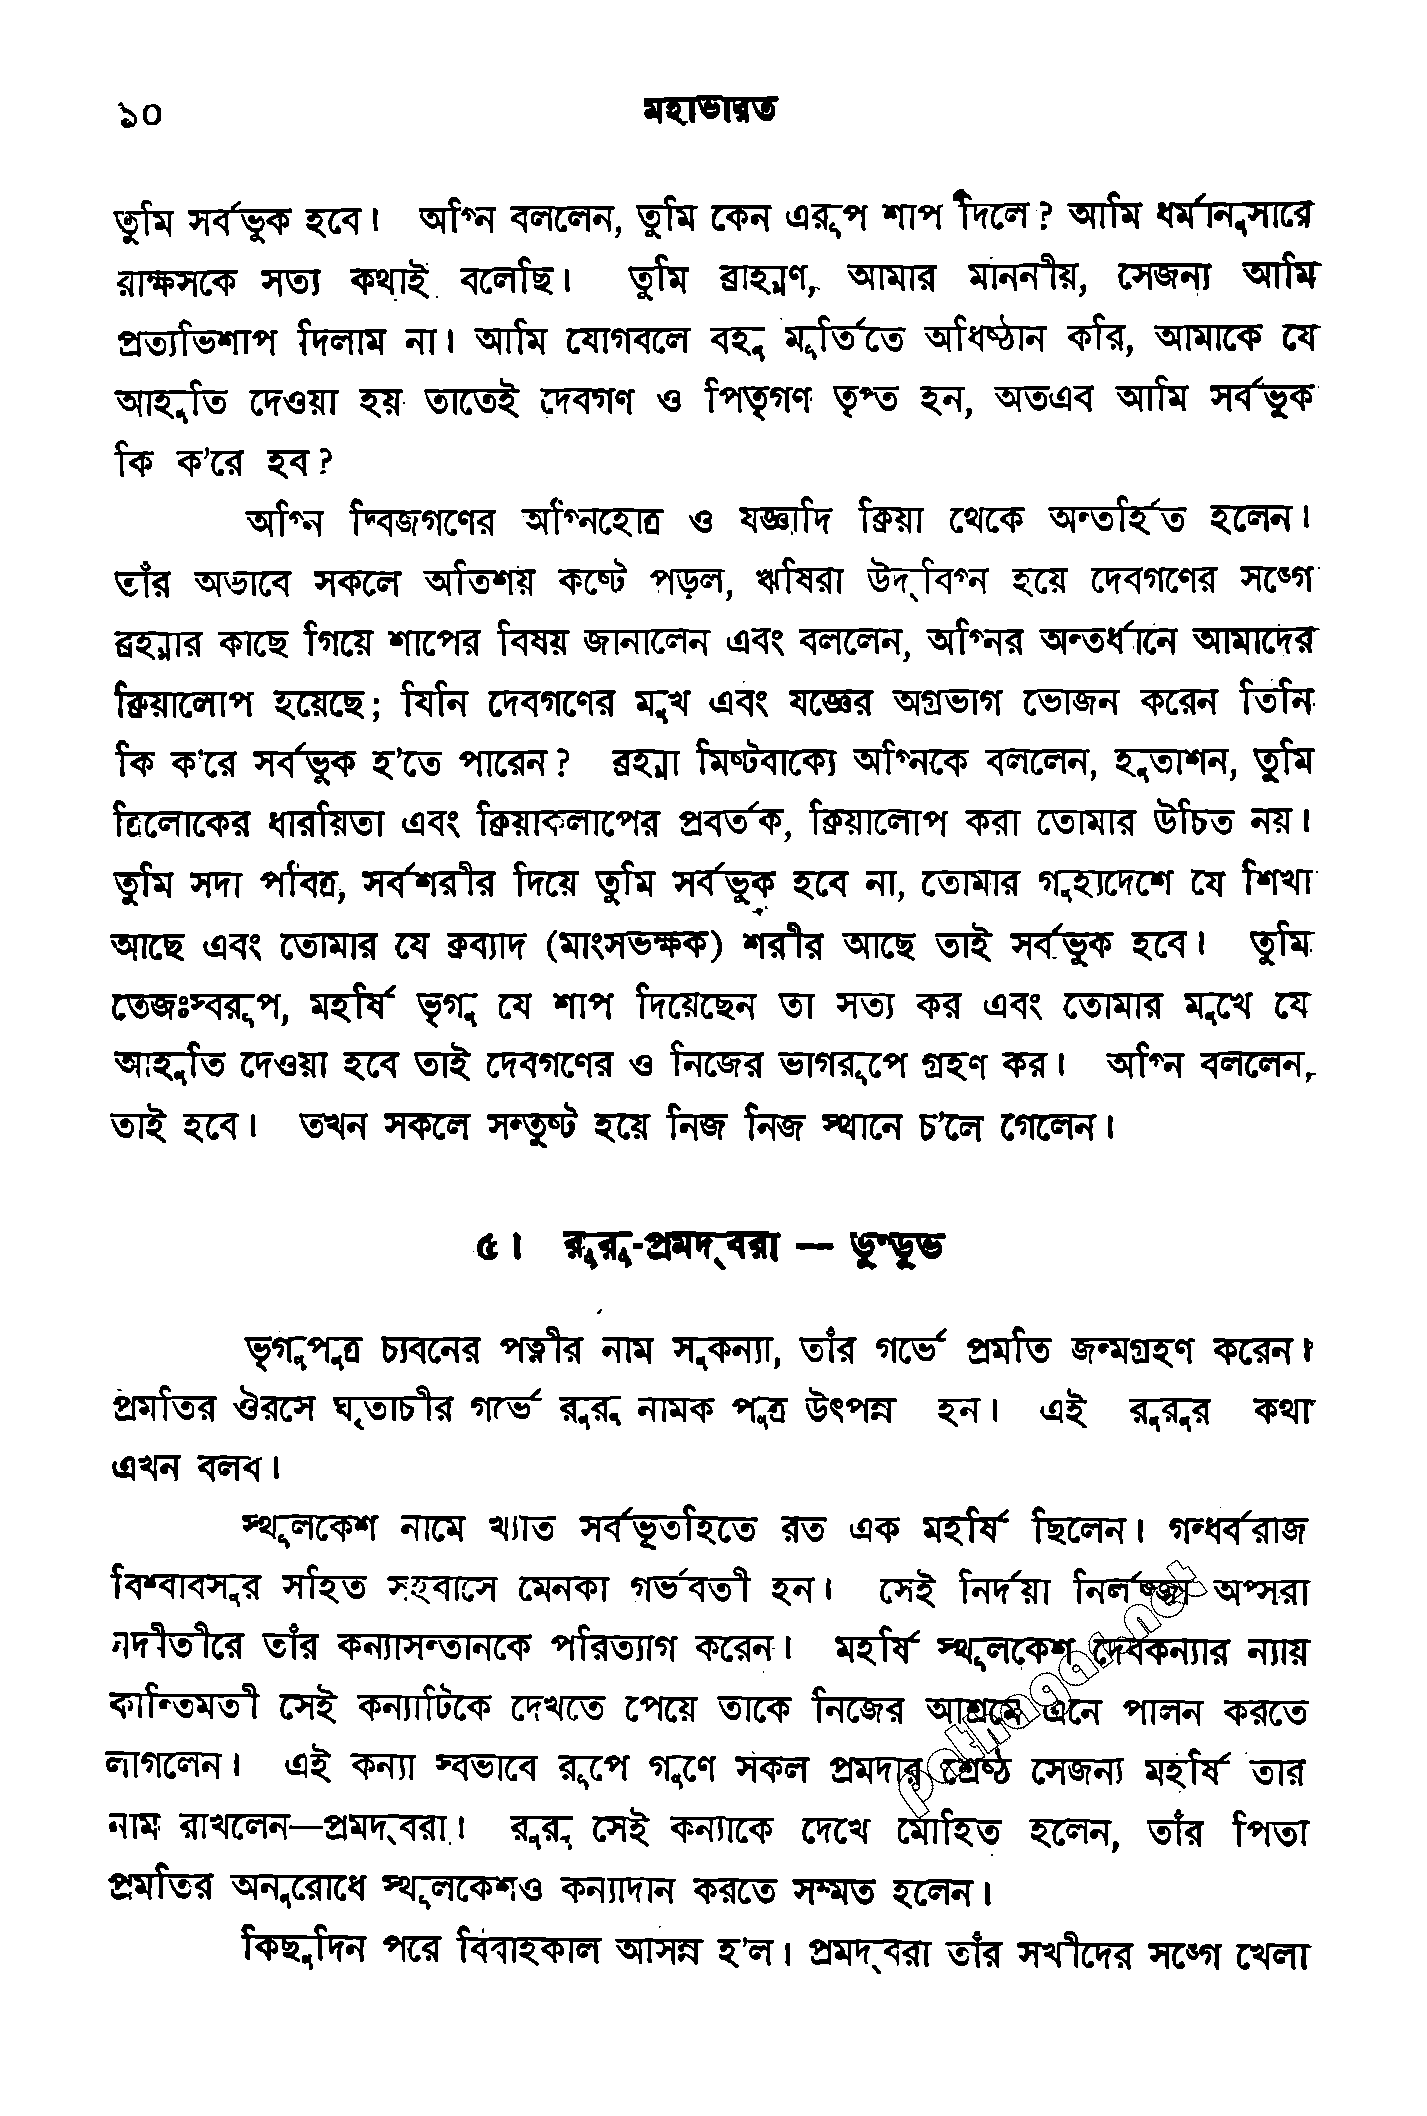 ১০
মহাভারত
তুমি সর্বভুক হবে। অগ্নি বললেন, তুমি কেন এরূপ শাপ দিলে? আমি ধর্মানুসারে
রাক্ষসকে সত্য কথাই বলেছি। তুমি ব্রাহ্মণ, আমার মাননীয়, সেজন্য আমি
প্রত্যভিশাপ দিলাম না। আমি যোগবলে বহু মূর্তিতে অধিষ্ঠান করি, আমাকে যে
আহুতি দেওয়া হয় তাতেই দেবগণ ও পিতৃগণ তৃপ্ত হন, অতএব আমি সর্বভুক
কি ক'রে হব?
অগ্নি দ্বিজগণের অগ্নিহোত্র ও যজ্ঞাদি ক্রিয়া থেকে অন্তর্হিত হলেন।
তাঁর অভাবে সকলে অতিশয় কষ্টে পড়ল, ঋষিরা উদ্‌বিগ্ন হয়ে দেবগণের সঙ্গে
ব্রহ্মার কাছে গিয়ে শাপের বিষয় জানালেন এবং বললেন, অগ্নির অন্তর্ধানে আমাদের
ক্রিয়ালোপ হয়েছে; যিনি দেবগণের মুখ এবং যজ্ঞের অগ্রভাগ ভোজন করেন তিনি
কি ক'রে সর্বভুক হ'তে পারেন? ব্রহ্মা মিষ্টবাক্যে অগ্নিকে বললেন, হুতাশন, তুমি
ত্রিলোকের ধারয়িতা এবং ক্রিয়াকলাপের প্রবর্তক, ক্রিয়ালোপ করা তোমার উচিত নয়।
তুমি সদা পবিত্র, সর্বশরীর দিয়ে তুমি সর্বভুক হবে না, তোমার গুহ্যদেশে যে শিখা
আছে এবং তোমার যে ক্রব্যাদ (মাংসভক্ষক) শরীর আছে তাই সর্বভুক হবে। তুমি
তেজঃস্বরূপ, মহর্ষি ভৃগু যে শাপ দিয়েছেন তা সত্য কর এবং তোমার মুখে যে
আহুতি দেওয়া হবে তাই দেবগণের ও নিজের ভাগরূপে গ্রহণ কর। অগ্নি বললেন,
তাই হবে। তখন সকলে সন্তুষ্ট হয়ে নিজ নিজ স্থানে চ'লে গেলেন।
৫। রুরু-প্রমদ্‌বরা — ডুণ্ডুভ
ভৃগুপুত্র চ্যবনের পত্নীর নাম সুকন্যা, তাঁর গর্ভে প্রমতি জন্মগ্রহণ করেন।
প্রমতির ঔরসে ঘৃতাচীর গর্ভে রুরু নামক পুত্র উৎপন্ন হন। এই রুরুর কথা
এখন বলব।
স্থূলকেশ নামে খ্যাত সর্বভূতহিতে রত এক মহর্ষি ছিলেন। গন্ধর্বরাজ
বিশ্বাবসুর সহিত সহবাসে মেনকা গর্ভবতী হন। সেই নির্দয়া নির্লজ্জা অপ্সরা
নদীতীরে তাঁর কন্যাসন্তানকে পরিত্যাগ করেন। মহর্ষি স্থূলকেশ দেবকন্যার ন্যায়
কান্তিমতী সেই কন্যাটিকে দেখতে পেয়ে তাকে নিজের আশ্রমে এনে পালন করতে
লাগলেন। এই কন্যা স্বভাবে রূপে গুণে সকল প্রমদার শ্রেষ্ঠ সেজন্য মহর্ষি তার
নাম রাখলেন—প্রমদ্‌বরা। রুরু সেই কন্যাকে দেখে মোহিত হলেন, তাঁর পিতা
প্রমতির অনুরোধে স্থূলকেশও কন্যাদান করতে সম্মত হলেন।
কিছুদিন পরে বিবাহকাল আসন্ন হ'ল। প্রমদ্‌বরা তাঁর সখীদের সঙ্গে খেলা
pathagar.net